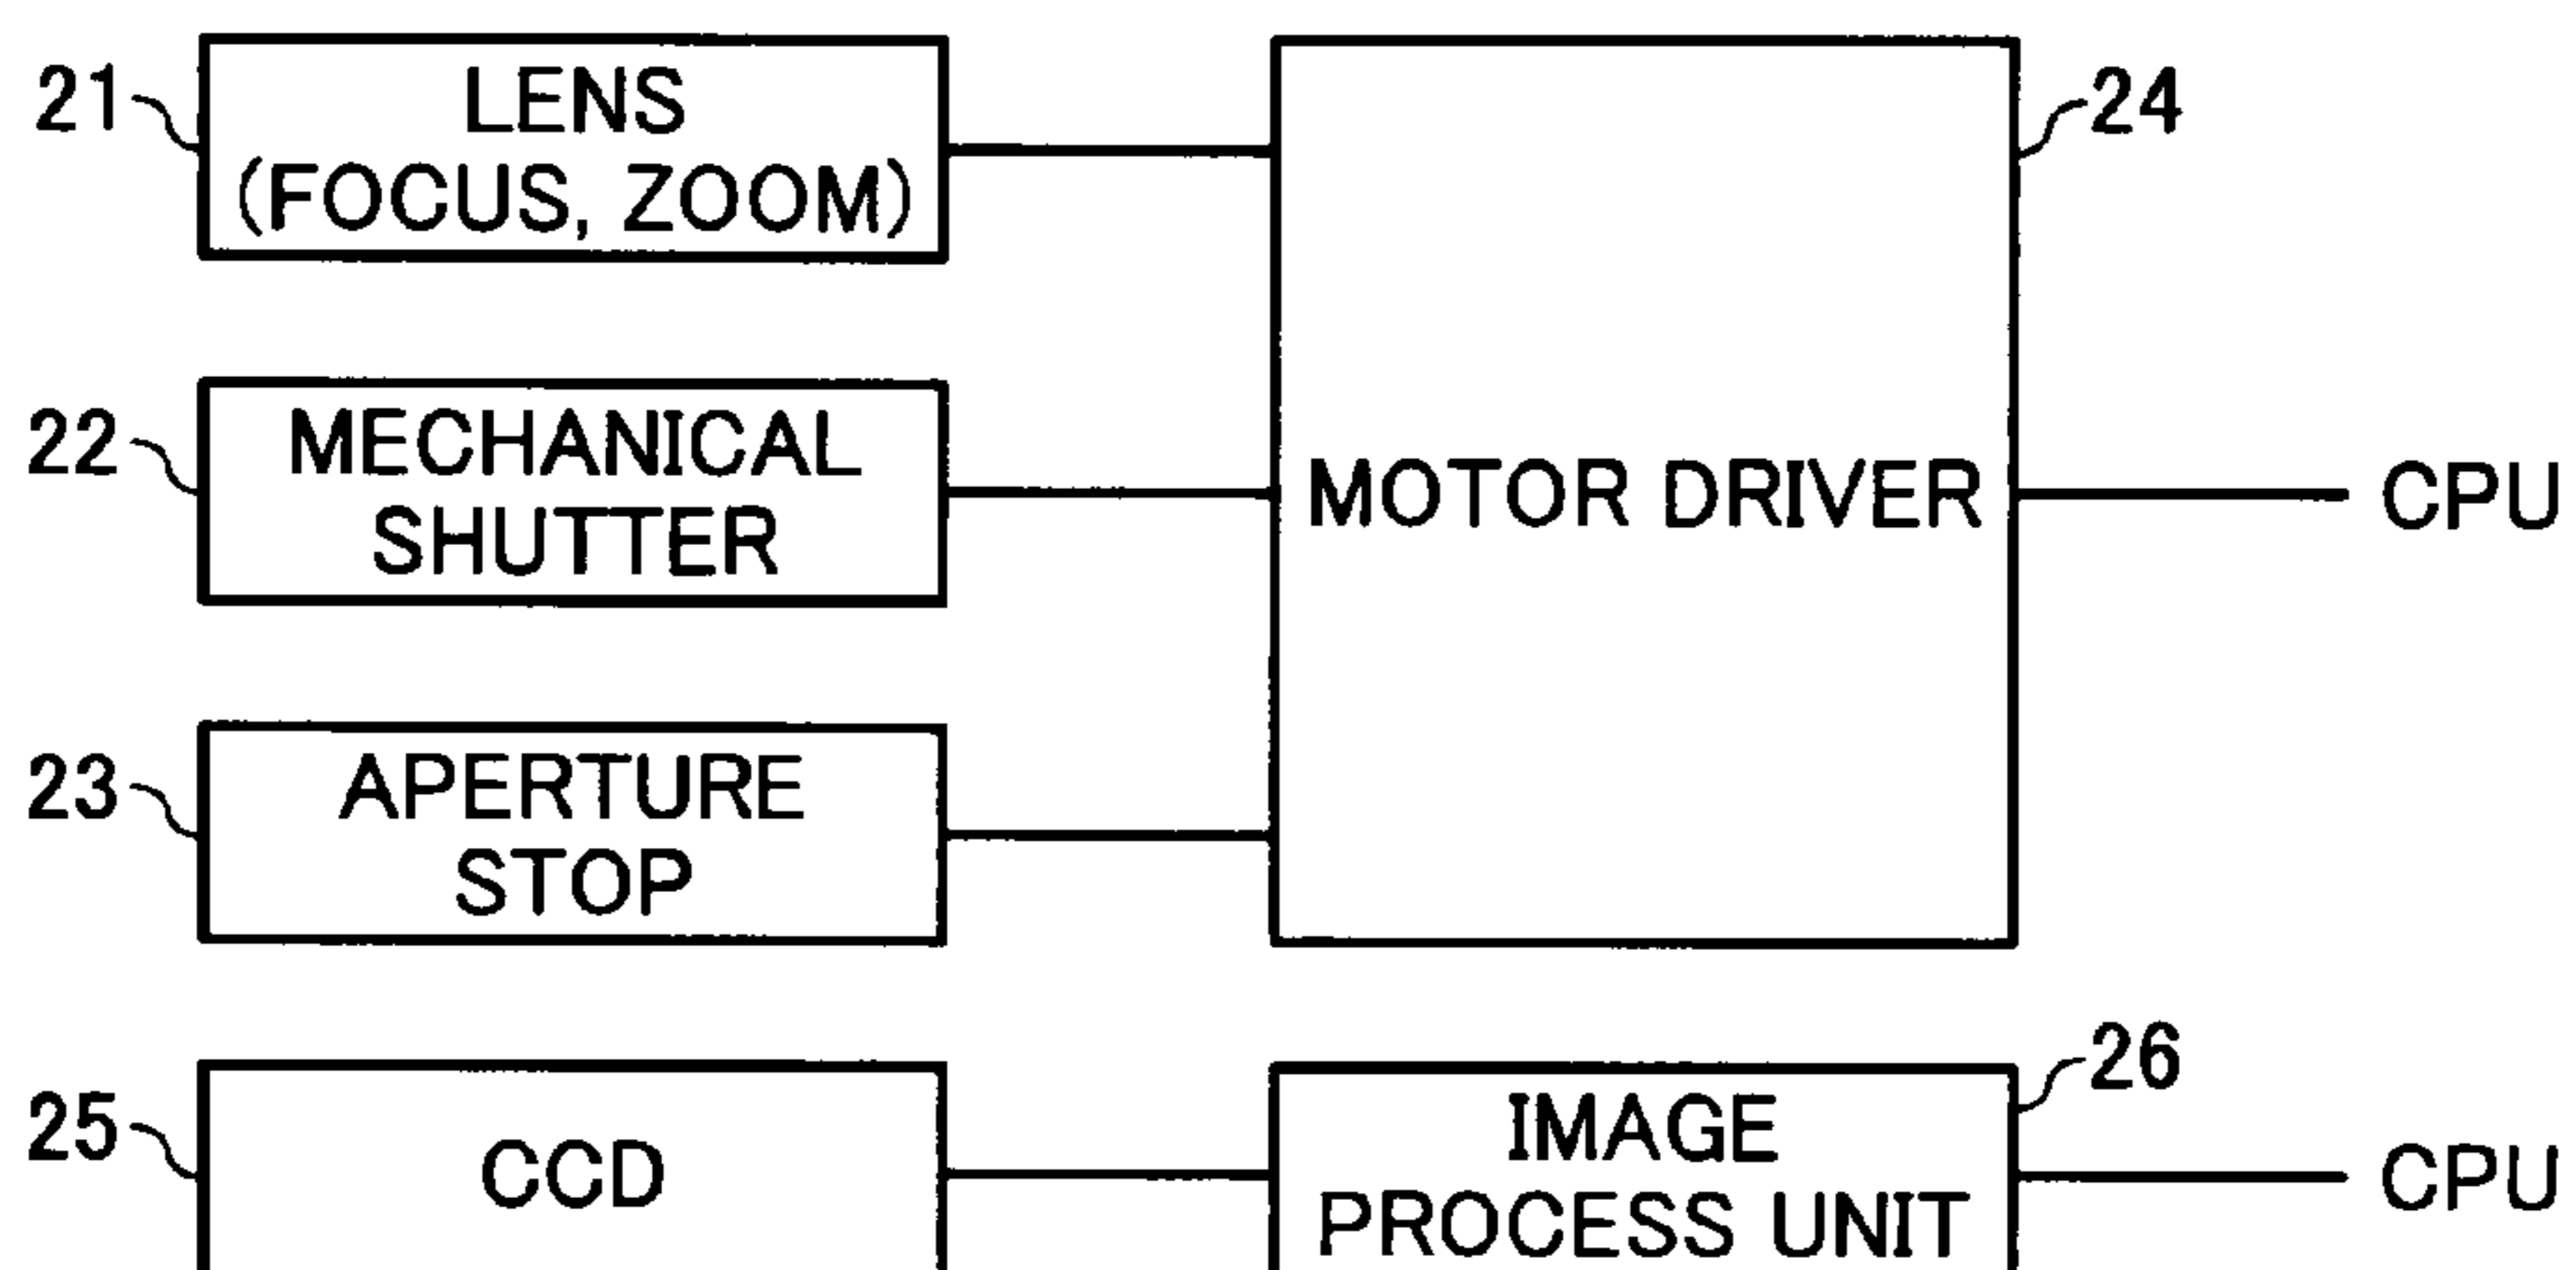 21
LENS
(FOCUS, ZOOM)
24
22
MECHANICAL
SHUTTER
MOTOR DRIVER
CPU
23
APERTURE
STOP
25
CCD
26
IMAGE
PROCESS UNIT
CPU